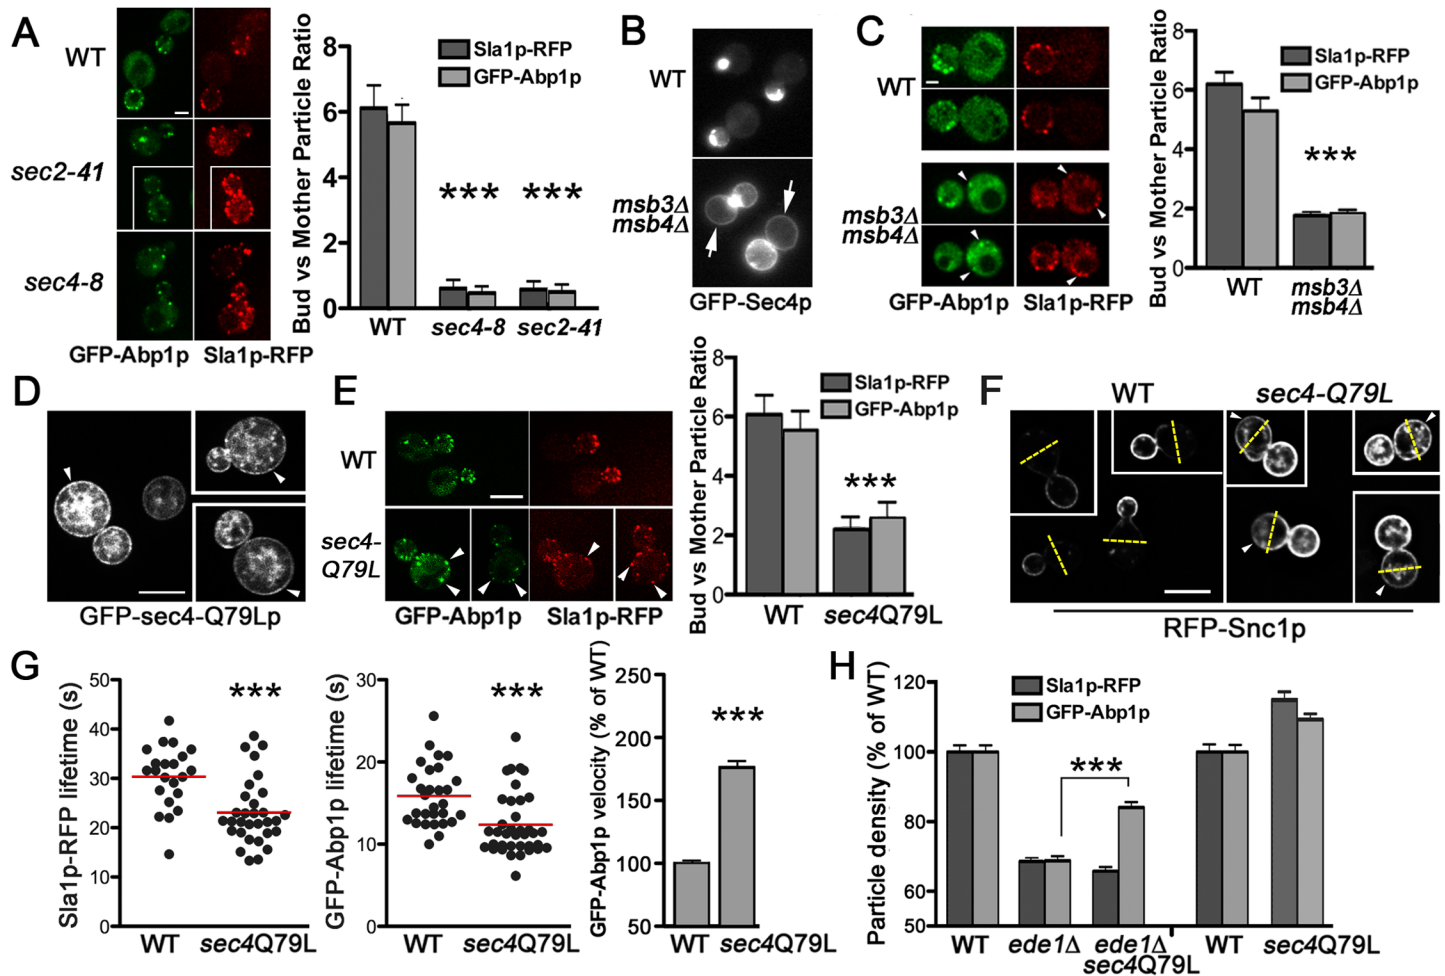 A
WT
sec2-41
sec4-8
GFP-Abp1p Sla1p-RFP
Bud vs Mother Particle Ratio
8
6
4
2
0
Sla1p-RFP
GFP-Abp1p
*** ***
WT sec4-8 sec2-41
B
WT
msb3Δ
msb4Δ
GFP-Sec4p
C
WT
msb3Δ
msb4Δ
GFP-Abp1p Sla1p-RFP
Bud vs Mother Particle Ratio
8
6
4
2
0
Sla1p-RFP
GFP-Abp1p
***
WT msb3Δ
msb4Δ
D
GFP-sec4-Q79Lp
E
WT
sec4-
Q79L
GFP-Abp1p Sla1p-RFP
Bud vs Mother Particle Ratio
8
6
4
2
0
Sla1p-RFP
GFP-Abp1p
***
WT sec4Q79L
F
WT sec4-Q79L
RFP-Snc1p
G
Sla1p-RFP lifetime (s)
50
40
30
20
10
0
***
WT sec4Q79L
GFP-Abp1p lifetime (s)
30
20
10
0
***
WT sec4Q79L
GFP-Abp1p velocity (% of WT)
250
200
150
100
50
***
WT sec4Q79L
H
Particle density (% of WT)
120
100
80
60
50
Sla1p-RFP
GFP-Abp1p
***
WT ede1Δ ede1Δ WT sec4Q79L
sec4Q79L